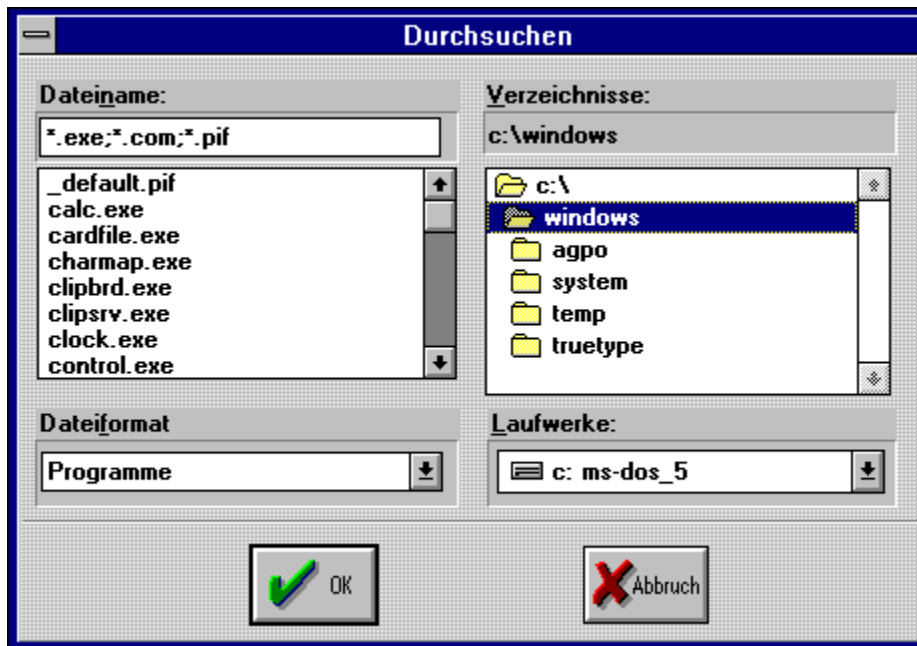 Durchsuchen
Dateiname:
*.exe;*.com;*.pif
_default.pif
calc.exe
cardfile.exe
charmap.exe
clipbrd.exe
clipsrv.exe
clock.exe
control.exe
Verzeichnisse:
c:\windows
c:\
windows
agpo
system
temp
truetype
Dateiformat
Programme
Laufwerke:
c: ms-dos_5
OK
Abbruch